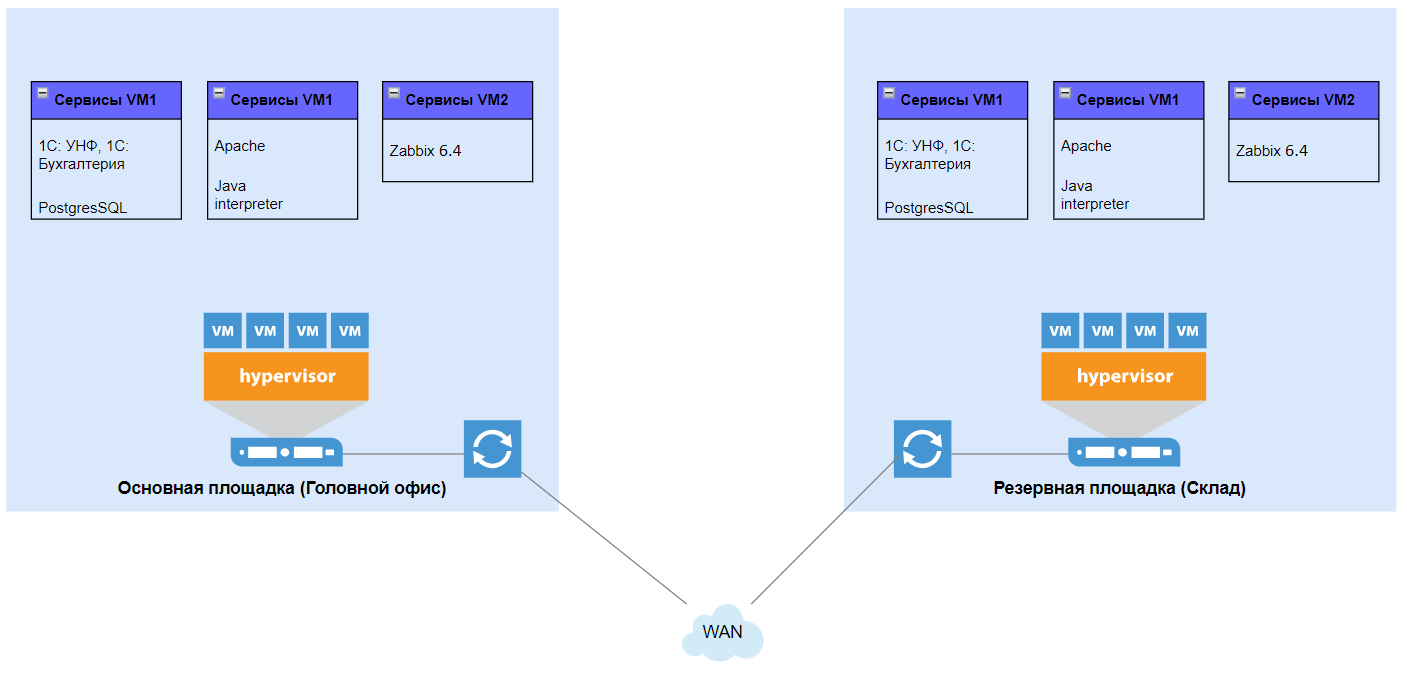 Сервисы VM1
1С: УНФ, 1С:
Бухгалтерия
PostgresSQL
Сервисы VM1
Apache
Java
interpreter
Сервисы VM2
Zabbix 6.4
VM VM VM VM
hypervisor
Основная площадка (Головной офис)
Сервисы VM1
1С: УНФ, 1С:
Бухгалтерия
PostgresSQL
Сервисы VM1
Apache
Java
interpreter
Сервисы VM2
Zabbix 6.4
VM VM VM VM
hypervisor
Резервная площадка (Склад)
WAN